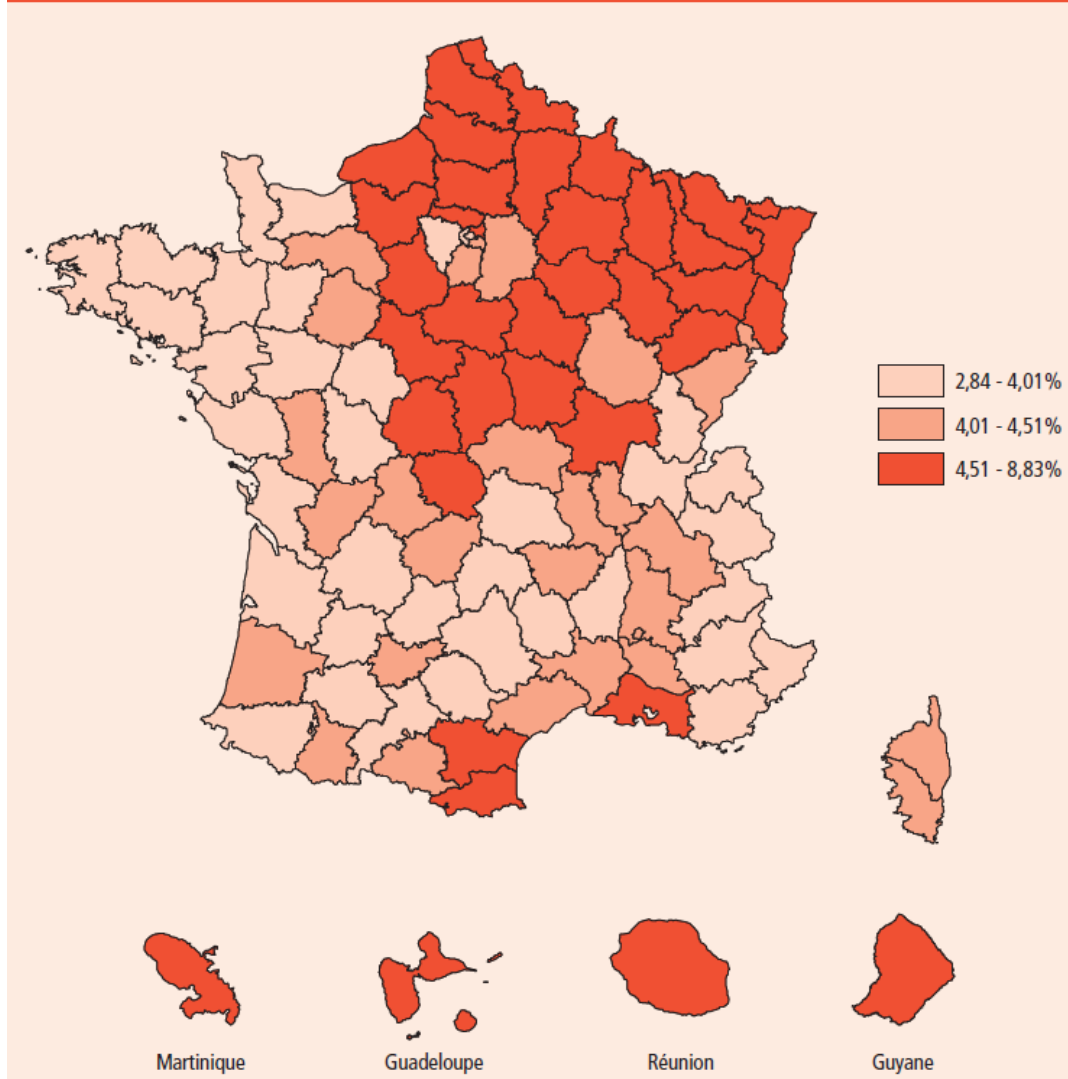 2,84 - 4,01%
4,01 - 4,51%
4,51 - 8,83%
Martinique
Guadeloupe
Réunion
Guyane